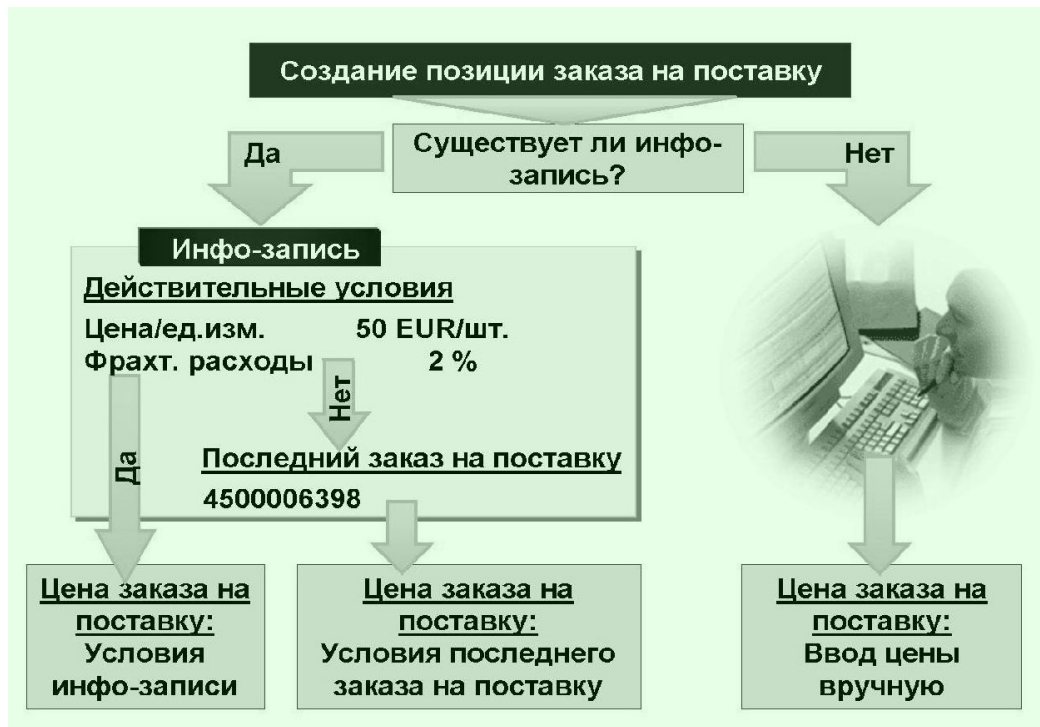 Создание позиции заказа на поставку
Да
Существует ли инфо-
запись?
Нет
Инфо-запись
Действительные условия
Цена/ед.изм. 50 EUR/шт.
Фрахт. расходы 2 %
Да
Нет
Последний заказ на поставку
4500006398
Цена заказа на
поставку:
Условия
инфо-записи
Цена заказа на
поставку:
Условия последнего
заказа на поставку
Цена заказа на
поставку:
Ввод цены
вручную